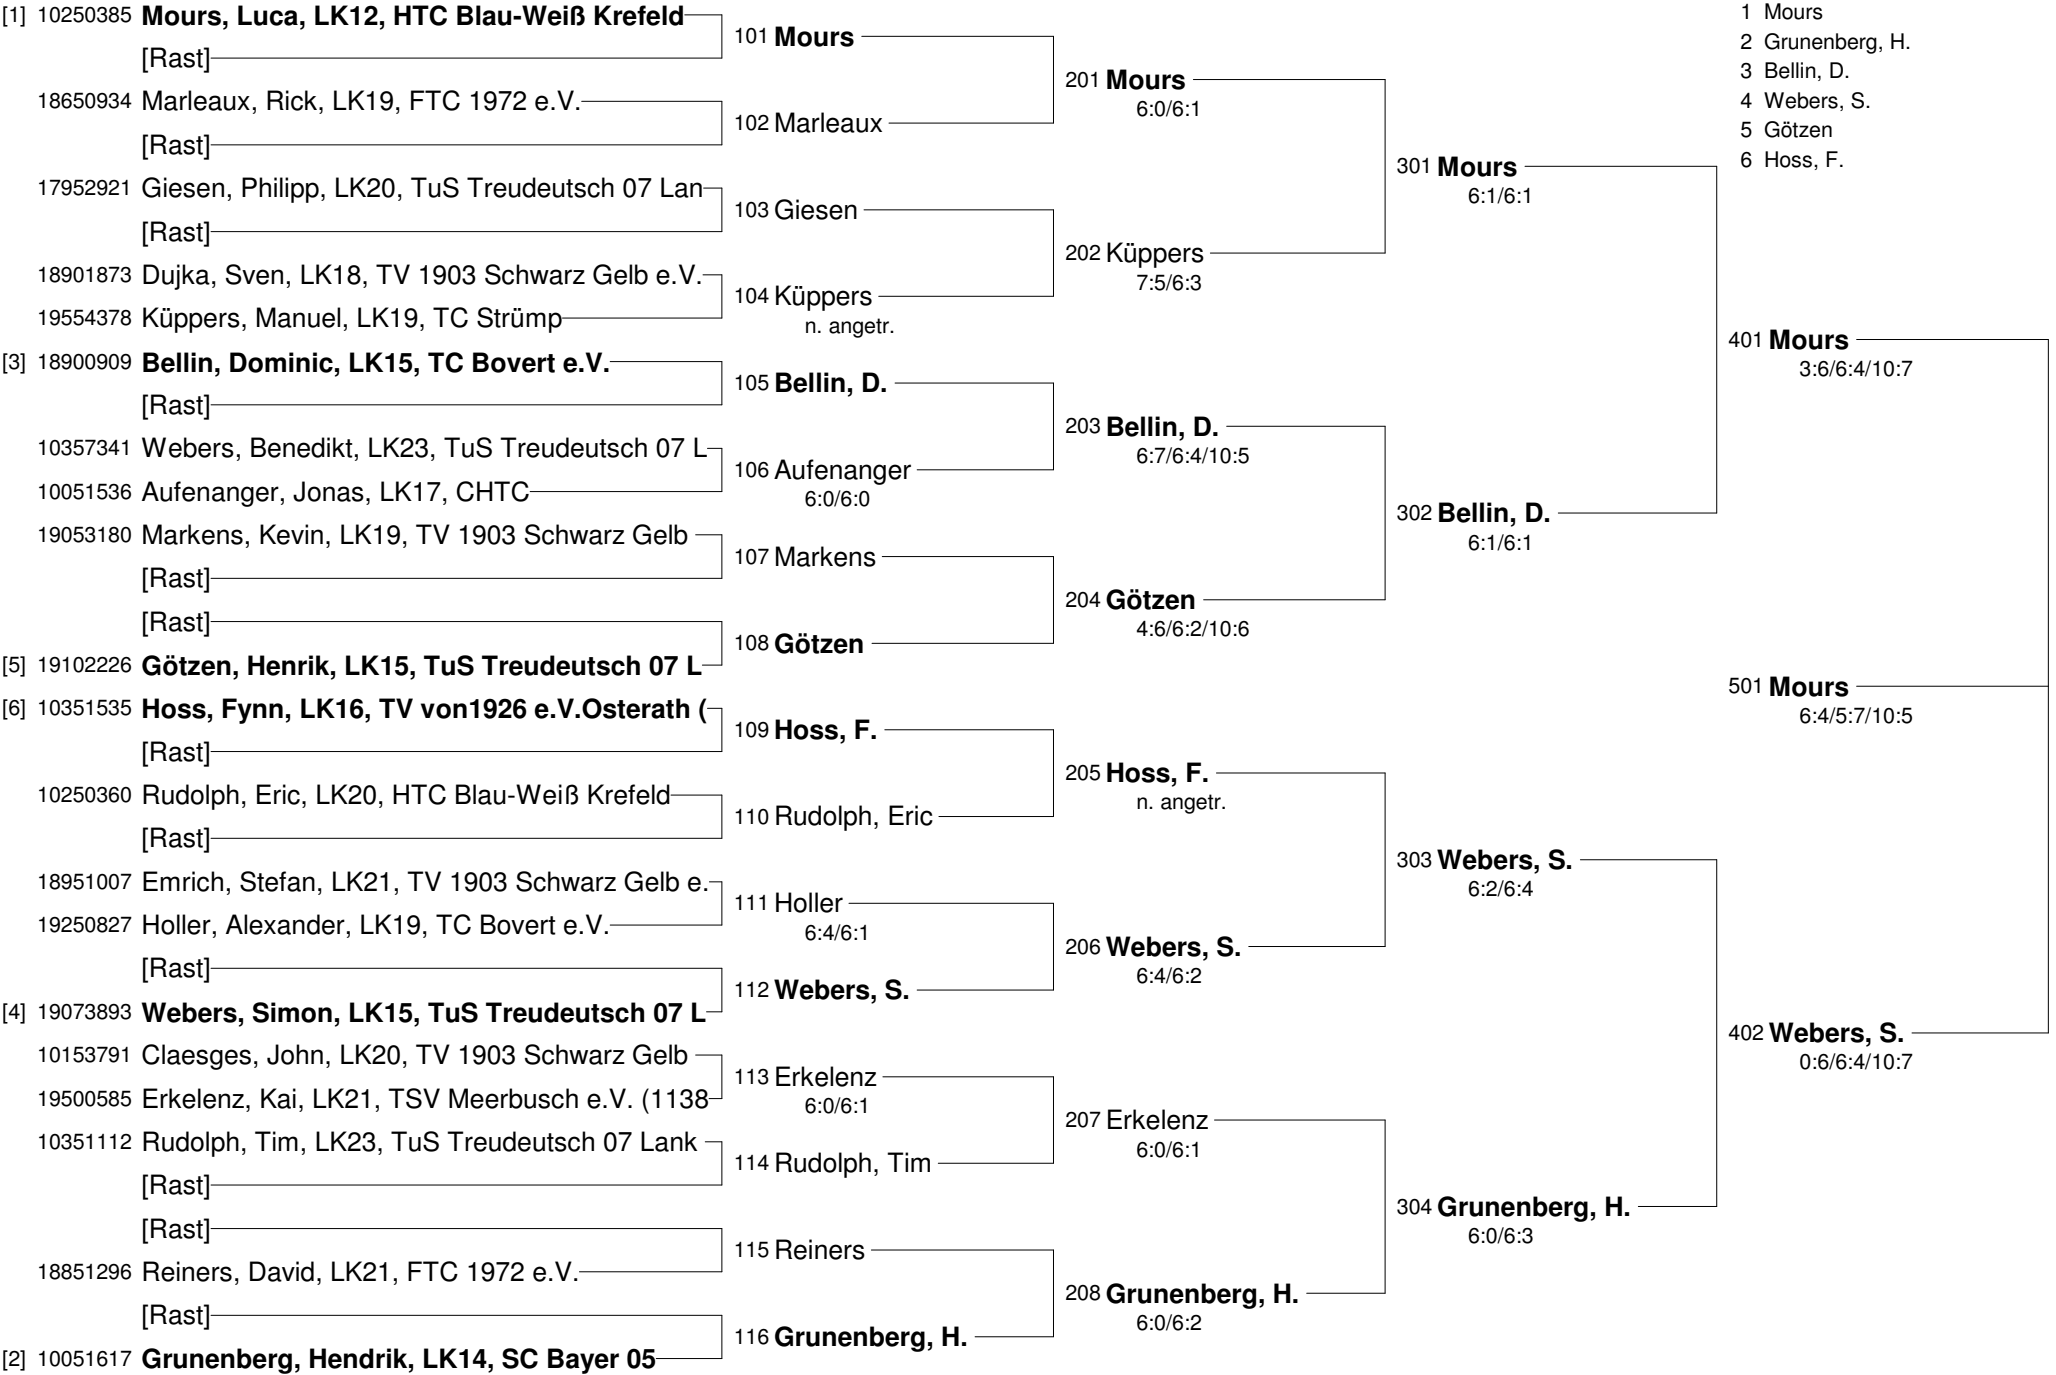 [1] 10250385 Mours, Luca, LK12, HTC Blau-Weiß Krefeld
[Rast]
18650934 Marleaux, Rick, LK19, FTC 1972 e.V.
[Rast]
17952921 Giesen, Philipp, LK20, TuS Treudeutsch 07 Lan
[Rast]
18901873 Dujka, Sven, LK18, TV 1903 Schwarz Gelb e.V.
19554378 Küppers, Manuel, LK19, TC Strümp
[3] 18900909 Bellin, Dominic, LK15, TC Bovert e.V.
[Rast]
10357341 Webers, Benedikt, LK23, TuS Treudeutsch 07 L
10051536 Aufenanger, Jonas, LK17, CHTC
19053180 Markens, Kevin, LK19, TV 1903 Schwarz Gelb
[Rast]
[Rast]
[5] 19102226 Götzen, Henrik, LK15, TuS Treudeutsch 07 L
[6] 10351535 Hoss, Fynn, LK16, TV von1926 e.V.Osterath (
[Rast]
10250360 Rudolph, Eric, LK20, HTC Blau-Weiß Krefeld
[Rast]
18951007 Emrich, Stefan, LK21, TV 1903 Schwarz Gelb e.
19250827 Holler, Alexander, LK19, TC Bovert e.V.
[Rast]
[4] 19073893 Webers, Simon, LK15, TuS Treudeutsch 07 L
10153791 Claesges, John, LK20, TV 1903 Schwarz Gelb
19500585 Erkelenz, Kai, LK21, TSV Meerbusch e.V. (1138
10351112 Rudolph, Tim, LK23, TuS Treudeutsch 07 Lank
[Rast]
[Rast]
18851296 Reiners, David, LK21, FTC 1972 e.V.
[Rast]
[2] 10051617 Grunenberg, Hendrik, LK14, SC Bayer 05
101 Mours
102 Marleaux
103 Giesen
104 Küppers
n. angetr.
105 Bellin, D.
106 Aufenanger
6:0/6:0
107 Markens
108 Götzen
109 Hoss, F.
110 Rudolph, Eric
111 Holler
6:4/6:1
112 Webers, S.
113 Erkelenz
6:0/6:1
114 Rudolph, Tim
115 Reiners
116 Grunenberg, H.
201 Mours
6:0/6:1
202 Küppers
7:5/6:3
203 Bellin, D.
6:7/6:4/10:5
204 Götzen
4:6/6:2/10:6
205 Hoss, F.
n. angetr.
206 Webers, S.
6:4/6:2
207 Erkelenz
6:0/6:1
208 Grunenberg, H.
6:0/6:2
301 Mours
6:1/6:1
302 Bellin, D.
6:1/6:1
303 Webers, S.
6:2/6:4
304 Grunenberg, H.
6:0/6:3
1 Mours
2 Grunenberg, H.
3 Bellin, D.
4 Webers, S.
5 Götzen
6 Hoss, F.
401 Mours
3:6/6:4/10:7
501 Mours
6:4/5:7/10:5
402 Webers, S.
0:6/6:4/10:7